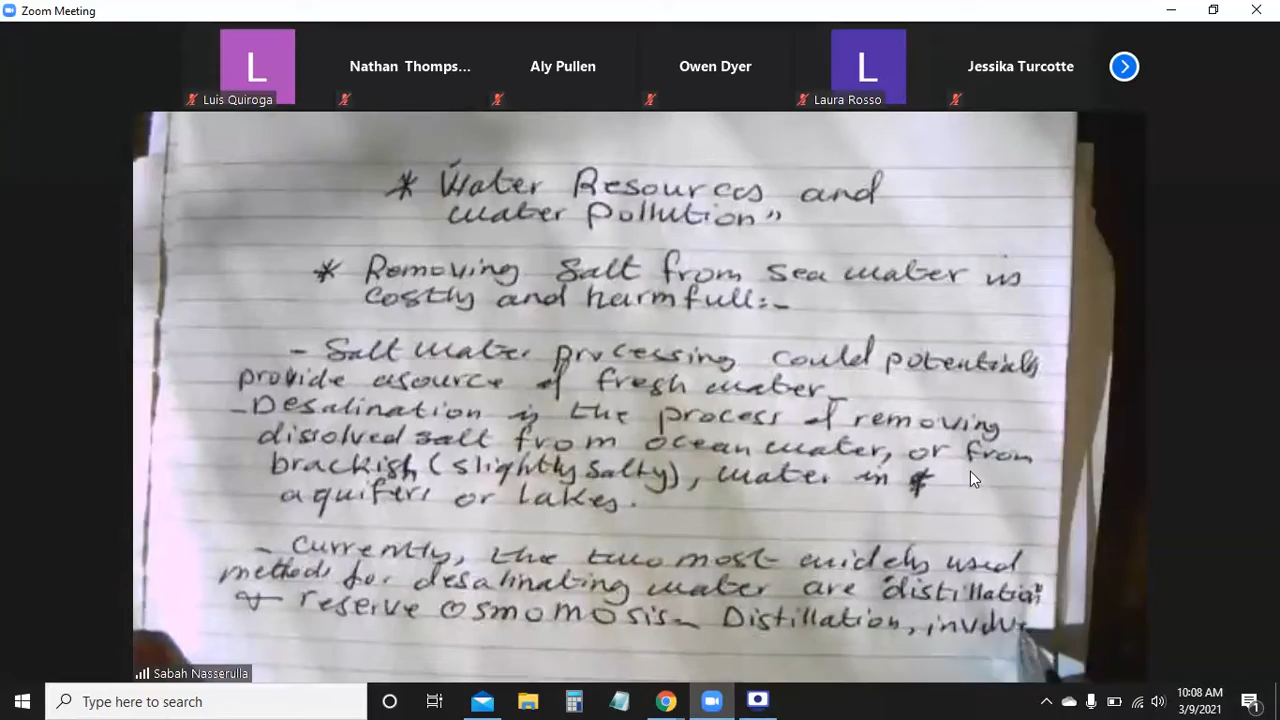 Zoom Meeting
L
Nathan Thomps...
Aly Pullen
Owen Dyer
L
Jessika Turcotte
Luis Quiroga
Laura Rosso
* "Water Resources and
water pollution"
* Removing Salt from sea water is
costly and harmfull:-
- Salt water processing could potentially
provide a source of fresh water_
- Desalination is the process of removing
dissolved salt from ocean water, or from
brackish (slightly salty), water in
aquifers or lakes.
- Currently, the two most widely used
methods for desalinating water are "distillation"
reserve osmomosis_ Distillation, involve
Sabah Nasserulla
Type here to search
10:08 AM
3/9/2021
1